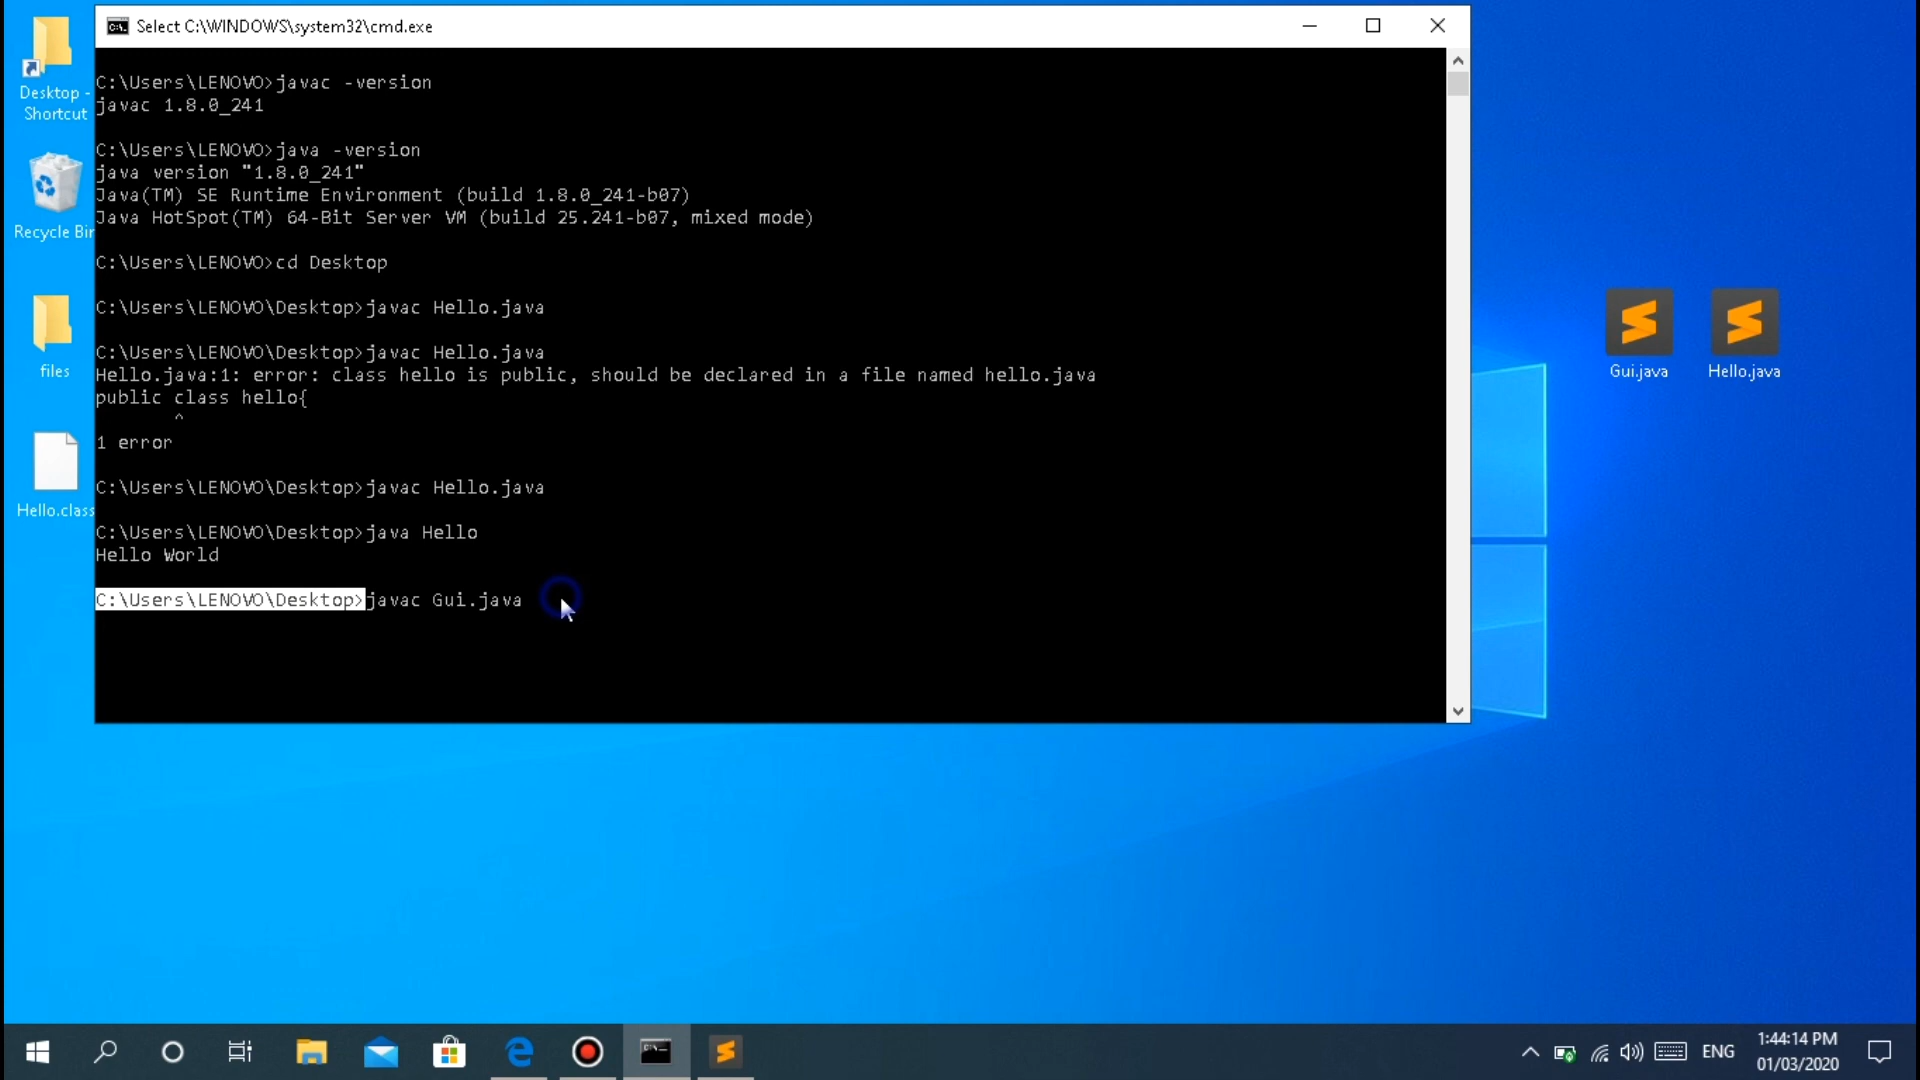 Select C:\WINDOWS\system32\cmd.exe
C:\Users\LENOVO>javac -version
javac 1.8.0_241
C:\Users\LENOVO>java -version
java version "1.8.0_241"
Java(TM) SE Runtime Environment (build 1.8.0_241-b07)
Java HotSpot(TM) 64-Bit Server VM (build 25.241-b07, mixed mode)
C:\Users\LENOVO>cd Desktop
C:\Users\LENOVO\Desktop>javac Hello.java
C:\Users\LENOVO\Desktop>javac Hello.java
Hello.java:1: error: class hello is public, should be declared in a file named hello.java
public class hello{
^
1 error
C:\Users\LENOVO\Desktop>javac Hello.java
C:\Users\LENOVO\Desktop>java Hello
Hello World
C:\Users\LENOVO\Desktop>javac Gui.java
Desktop -
Shortcut
Recycle Bin
files
Hello.class
Gui.java
Hello.java
ENG
1:44:14 PM
01/03/2020